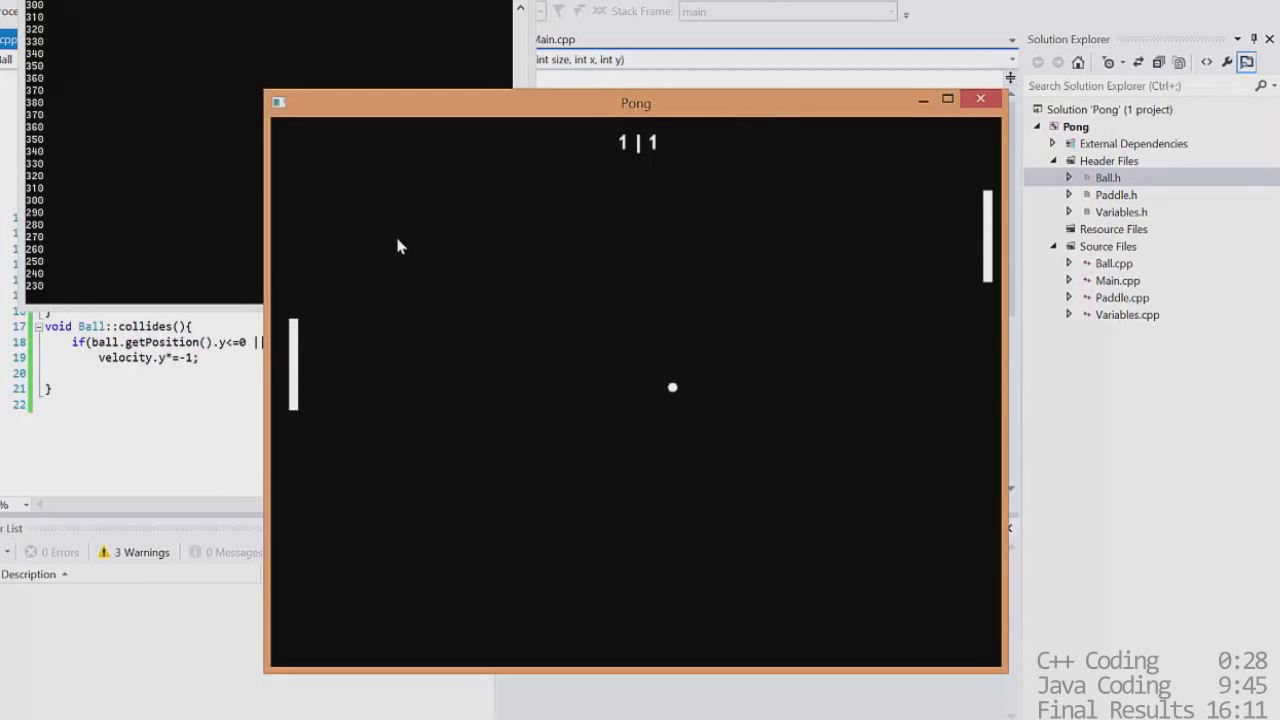 300
310
320
330
340
350
360
370
380
370
360
350
340
330
320
310
300
290
280
270
260
250
240
230
Stack Frame: main
.cpp
Main.cpp
Ball
int size, int x, int y)
Pong
1 | 1
17 void Ball::collides(){
18 if(ball.getPosition().y<=0 ||
19 velocity.y*=-1;
20
21 }
22
%
r List
0 Errors 3 Warnings 0 Messages
Description
Solution Explorer
Search Solution Explorer (Ctrl+;)
Solution 'Pong' (1 project)
Pong
External Dependencies
Header Files
Ball.h
Paddle.h
Variables.h
Resource Files
Source Files
Ball.cpp
Main.cpp
Paddle.cpp
Variables.cpp
C++ Coding 0:28
Java Coding 9:45
Final Results 16:11